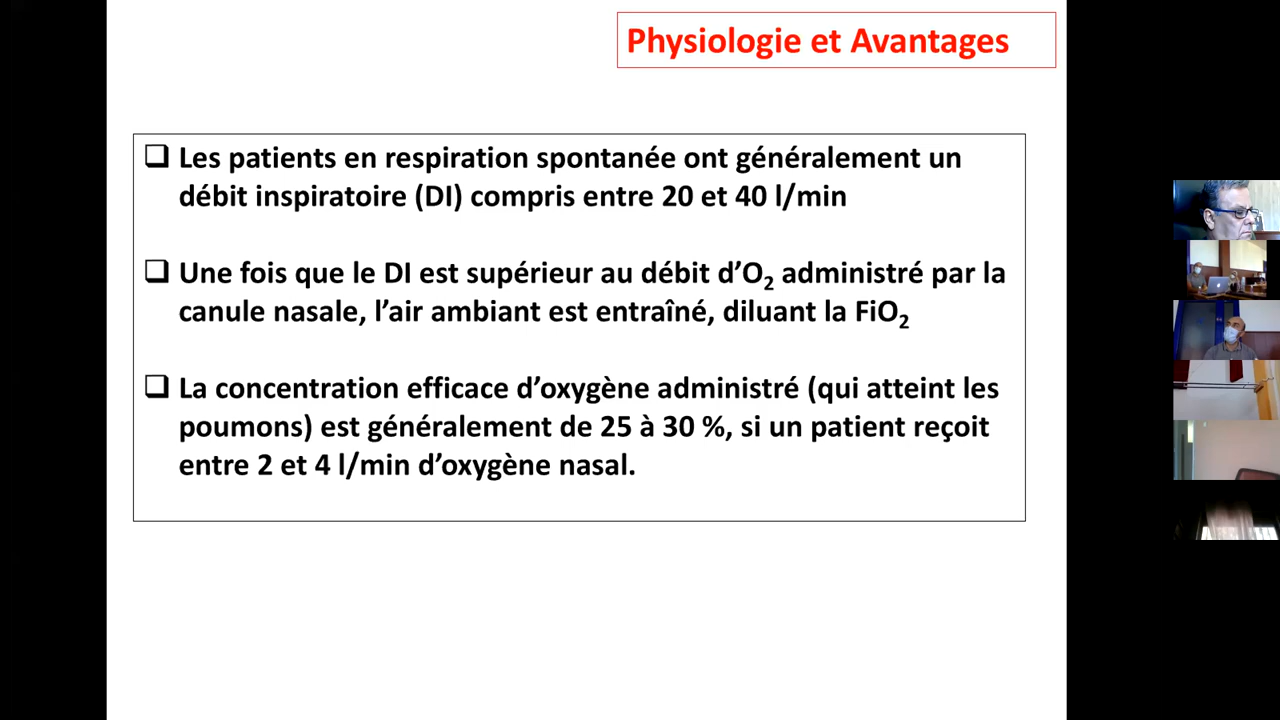 Physiologie et Avantages
❑ Les patients en respiration spontanée ont généralement un
débit inspiratoire (DI) compris entre 20 et 40 l/min
❑ Une fois que le DI est supérieur au débit d’O₂ administré par la
canule nasale, l’air ambiant est entraîné, diluant la FiO₂
❑ La concentration efficace d’oxygène administré (qui atteint les
poumons) est généralement de 25 à 30 %, si un patient reçoit
entre 2 et 4 l/min d’oxygène nasal.